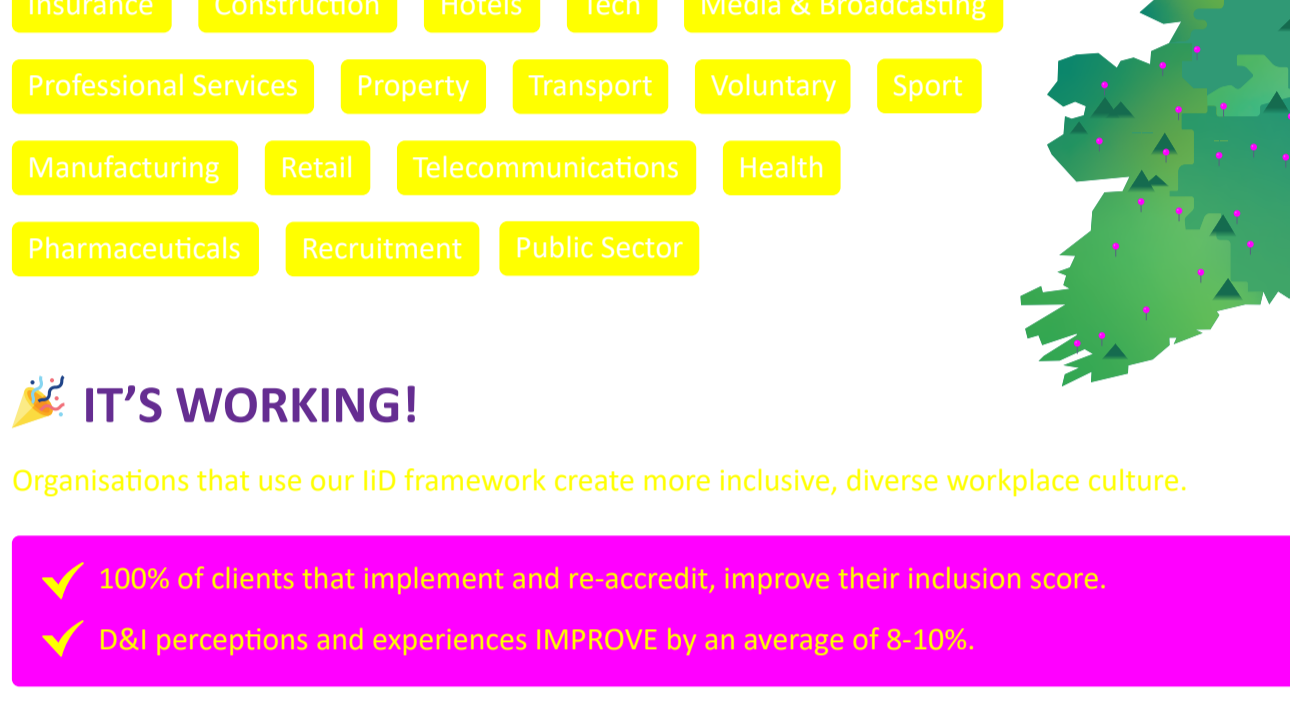 Insurance Construction Hotels Tech Media & Broadcasting
Professional Services Property Transport Voluntary Sport
Manufacturing Retail Telecommunications Health
Pharmaceuticals Recruitment Public Sector
IT’S WORKING!
Organisations that use our IiD framework create more inclusive, diverse workplace culture.
100% of clients that implement and re-accredit, improve their inclusion score.
D&I perceptions and experiences IMPROVE by an average of 8-10%.